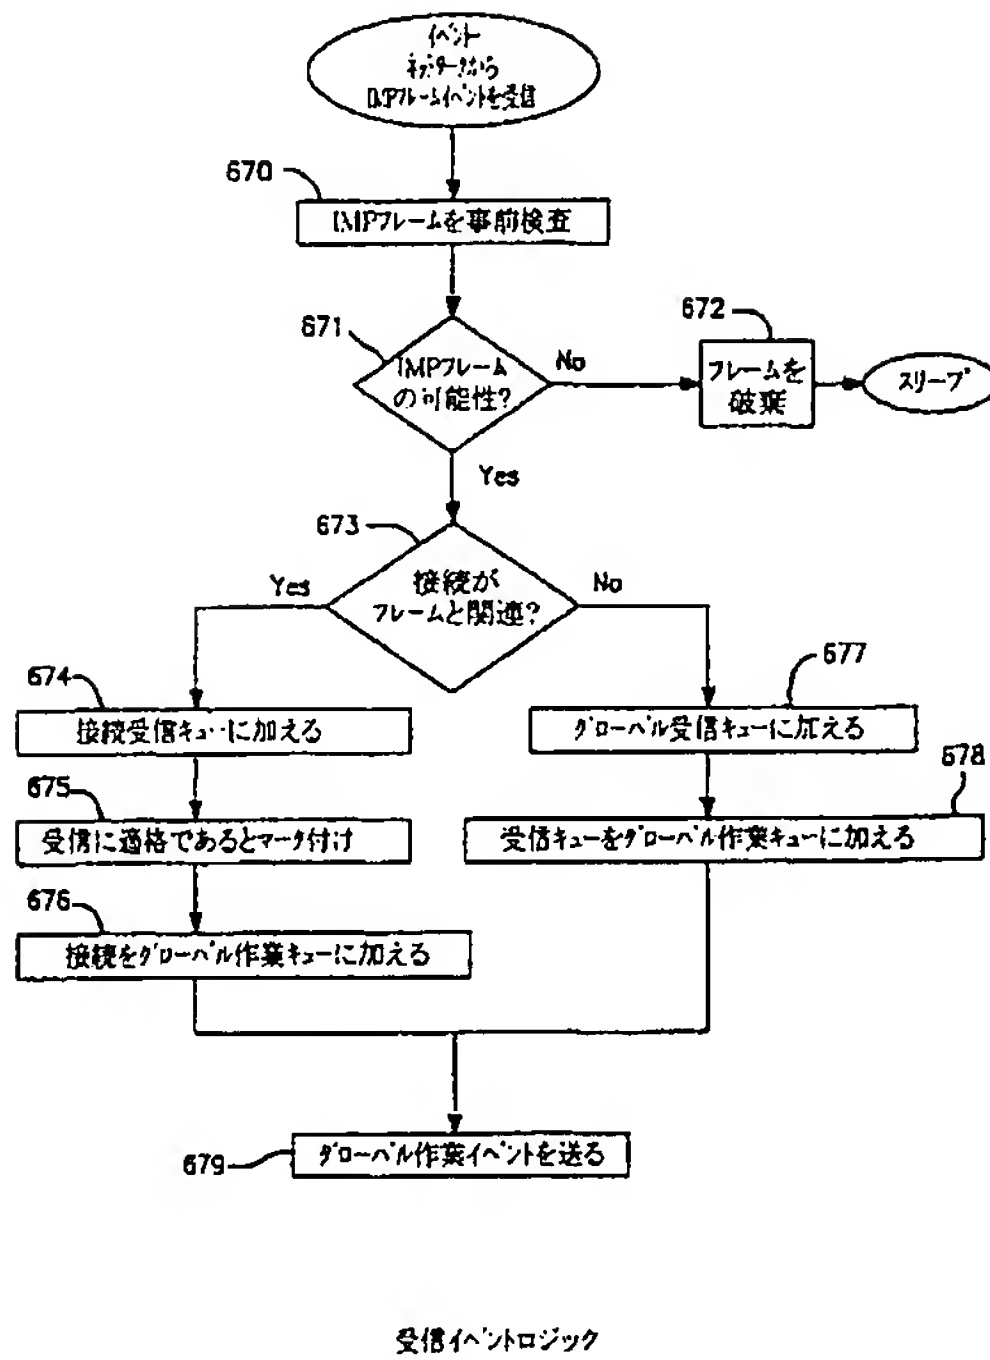 イベント
ネットワークから
IMPフレームイベントを受信
670
IMPフレームを事前検査
671
IMPフレーム
の可能性?
No
672
フレームを
破棄
スリープ
Yes
673
接続が
フレームと関連?
Yes
No
674
接続受信キューに加える
675
受信に適格であるとマーク付け
676
接続をグローバル作業キューに加える
677
グローバル受信キューに加える
678
受信キューをグローバル作業キューに加える
679
グローバル作業イベントを送る
受信イベントロジック